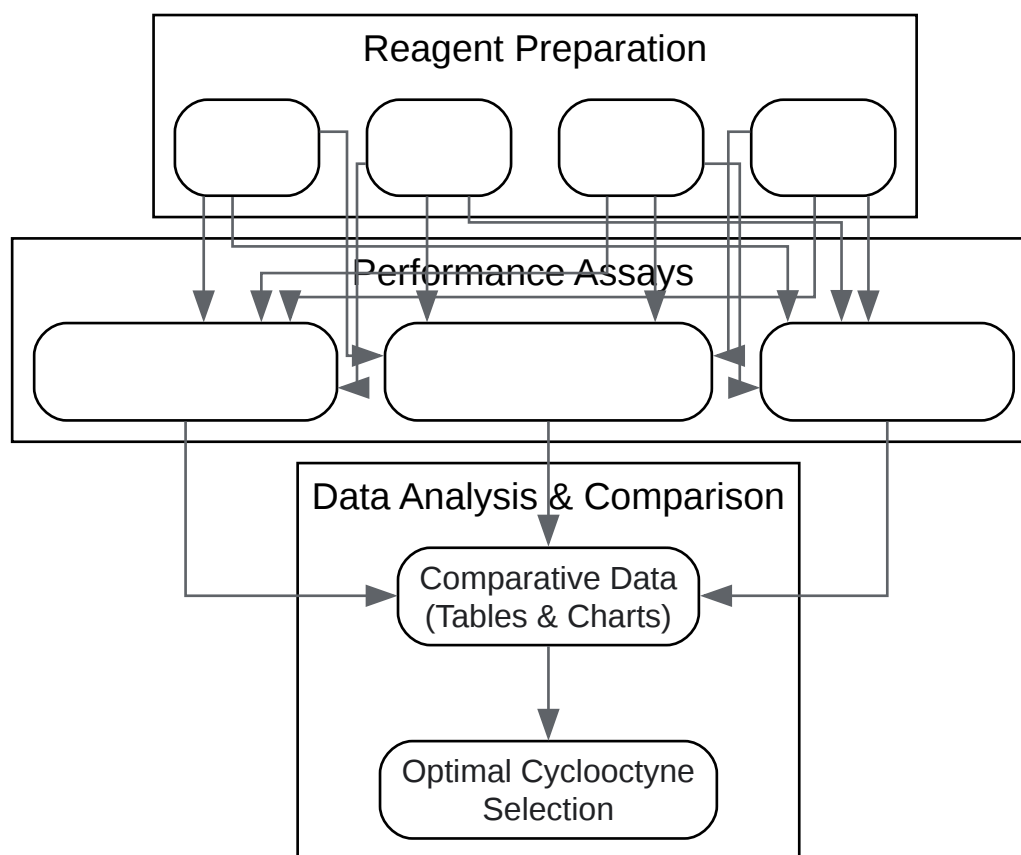 Reagent Preparation
Performance Assays
Data Analysis & Comparison
Comparative Data
(Tables & Charts)
Optimal Cyclooctyne
Selection